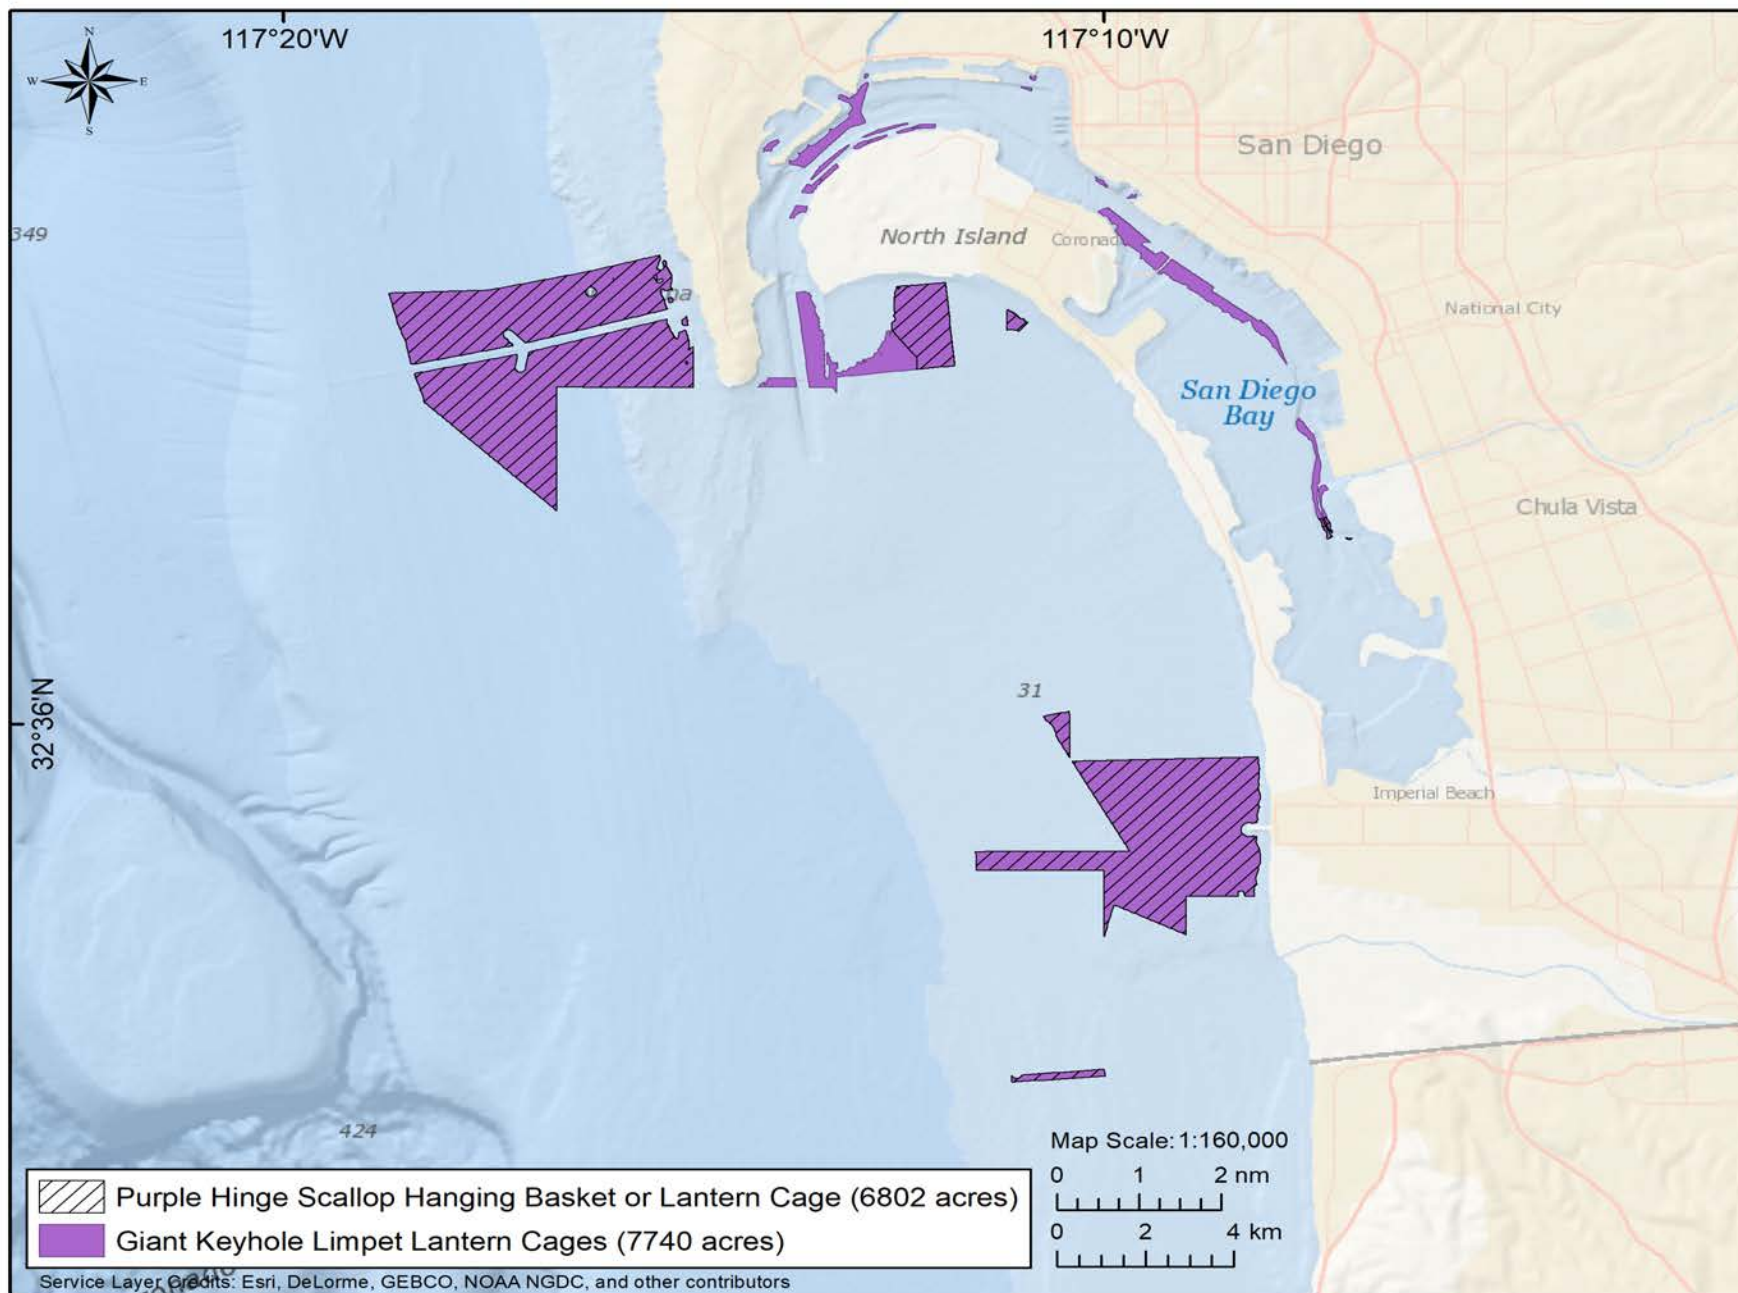 117°20'W
117°10'W
N
W
E
S
San Diego
349
North Island
Coronad
National City
San Diego
Bay
Chula Vista
31
32°36'N
Imperial Beach
424
Map Scale: 1:160,000
0 1 2 nm
0 2 4 km
Purple Hinge Scallop Hanging Basket or Lantern Cage (6802 acres)
Giant Keyhole Limpet Lantern Cages (7740 acres)
Service Layer Credits: Esri, DeLorme, GEBCO, NOAA NGDC, and other contributors